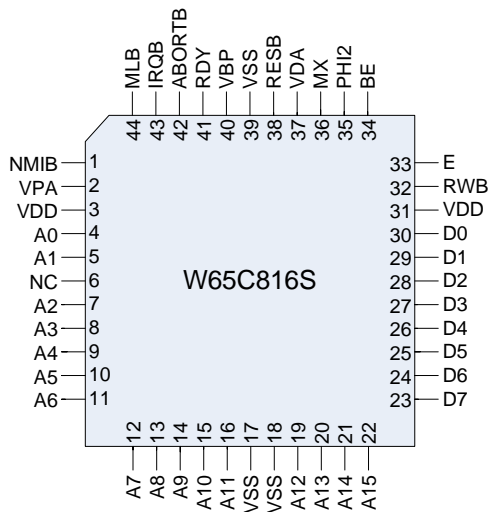 MLB IRQB ABORTB RDY VBP VSS RESB VDA MX PHI2 BE
44 43 42 41 40 39 38 37 36 35 34
NMIB 1 33 E
VPA 2 32 RWB
VDD 3 31 VDD
A0 4 30 D0
A1 5 29 D1
NC 6 W65C816S 28 D2
A2 7 27 D3
A3 8 26 D4
A4 9 25 D5
A5 10 24 D6
A6 11 23 D7
12 13 14 15 16 17 18 19 20 21 22
A7 A8 A9 A10 A11 VSS VSS A12 A13 A14 A15